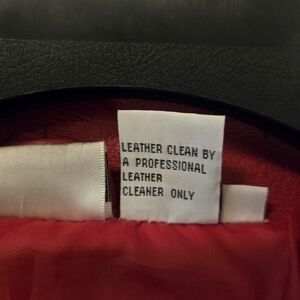 LEATHER CLEAN BY
A PROFESSIONAL
LEATHER
CLEANER ONLY